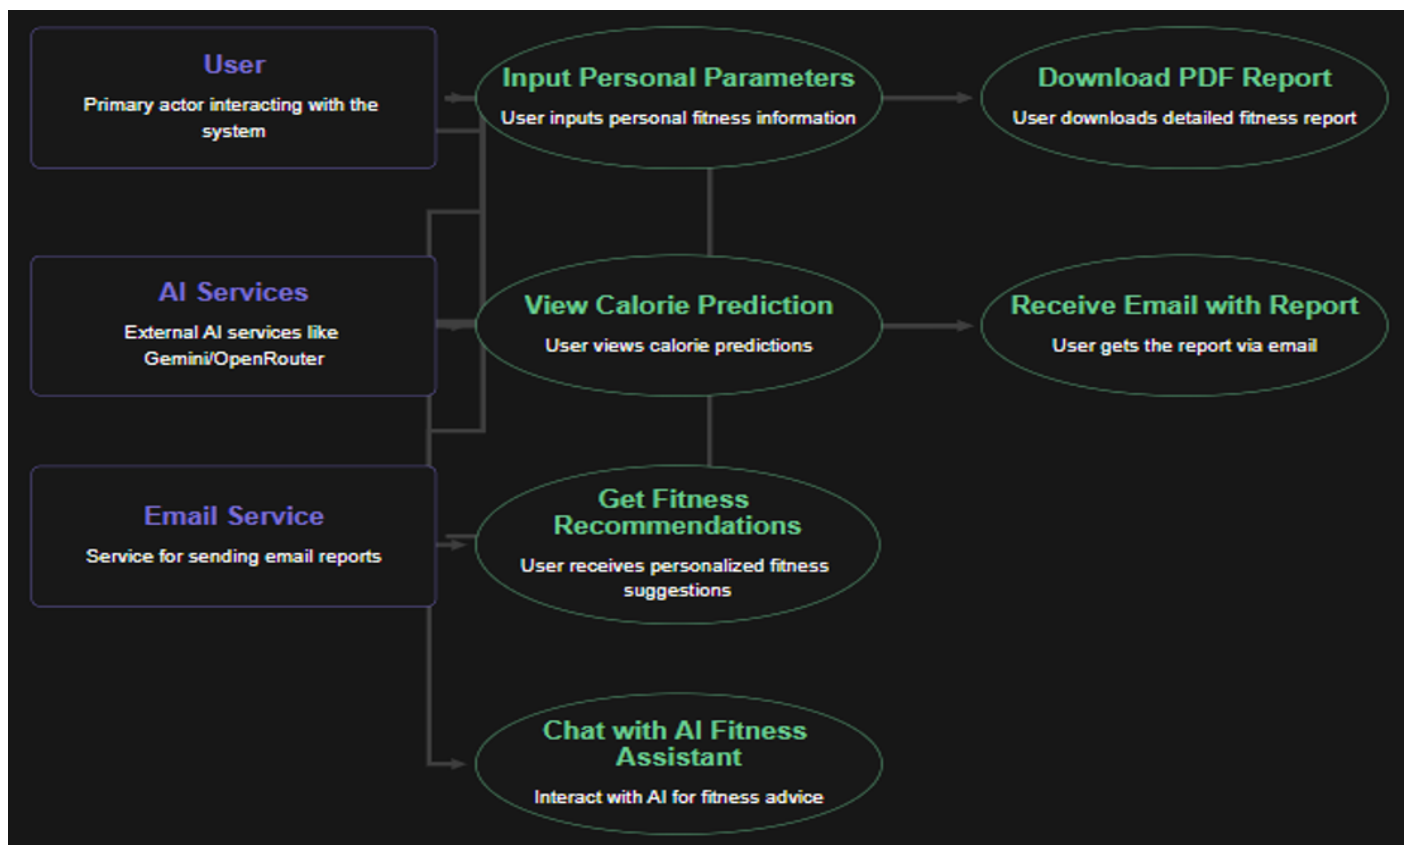 User
Primary actor interacting with the
system
Input Personal Parameters
User inputs personal fitness information
Download PDF Report
User downloads detailed fitness report
AI Services
External AI services like
Gemini/OpenRouter
View Calorie Prediction
User views calorie predictions
Receive Email with Report
User gets the report via email
Email Service
Service for sending email reports
Get Fitness
Recommendations
User receives personalized fitness
suggestions
Chat with AI Fitness
Assistant
Interact with AI for fitness advice